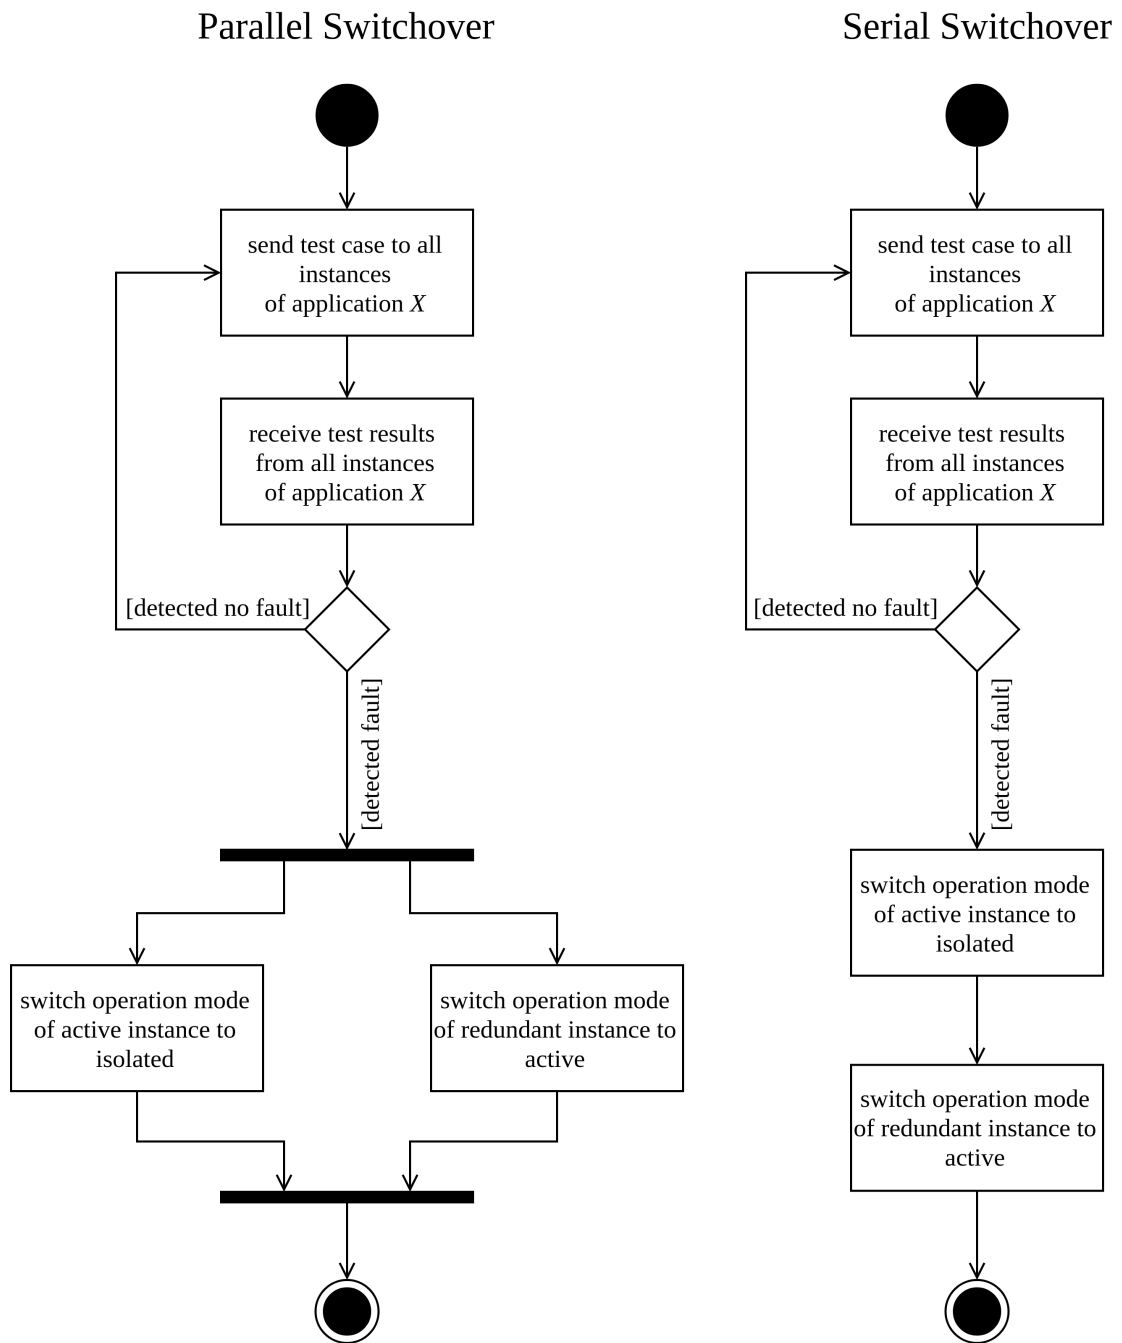 Parallel Switchover
send test case to all
instances
of application X
receive test results
from all instances
of application X
[detected no fault]
[detected fault]
switch operation mode
of active instance to
isolated
switch operation mode
of redundant instance to
active
Serial Switchover
send test case to all
instances
of application X
receive test results
from all instances
of application X
[detected no fault]
[detected fault]
switch operation mode
of active instance to
isolated
switch operation mode
of redundant instance to
active